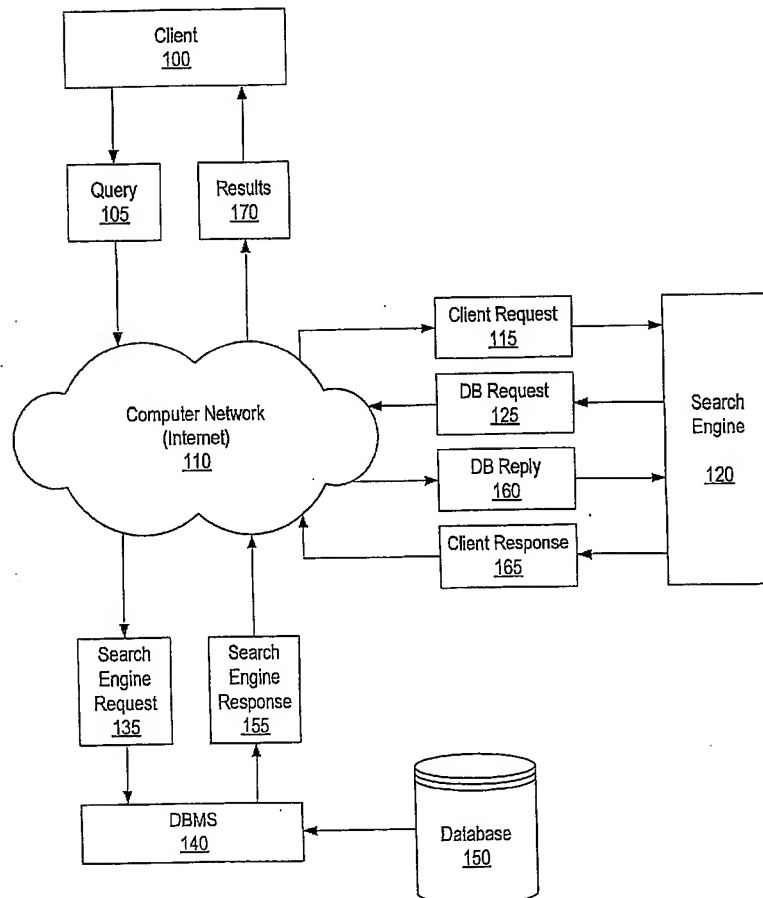 Client
100
Query
105
Results
170
Client Request
115
DB Request
125
DB Reply
160
Client Response
165
Search
Engine
120
Computer Network
(Internet)
110
Search
Engine
Request
135
Search
Engine
Response
155
DBMS
140
Database
150